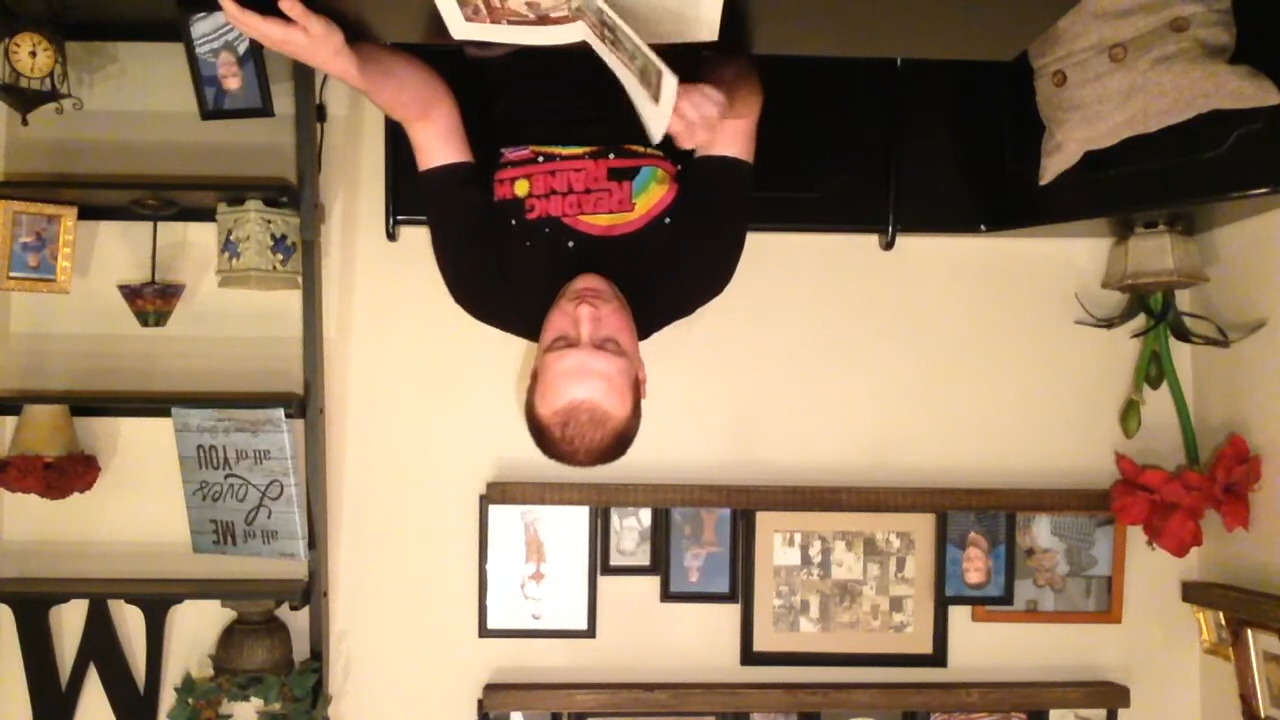 M
all of ME
Loves
all of YOU
READING
RAINBOW